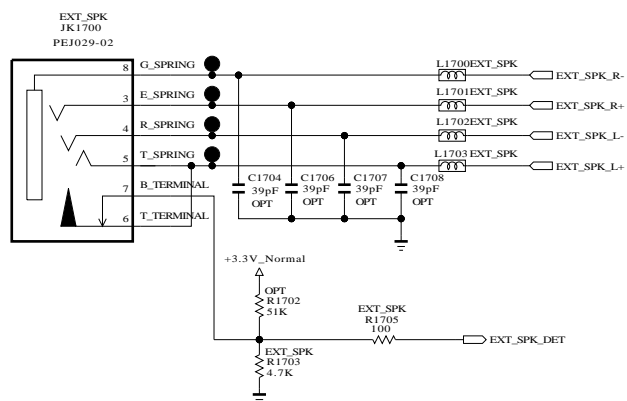 EXT_SPK
JK1700
PEJ029-02
8 G_SPRING
3 E_SPRING
4 R_SPRING
5 T_SPRING
7 B_TERMINAL
6 T_TERMINAL
L1700EXT_SPK
EXT_SPK_R-
L1701EXT_SPK
EXT_SPK_R+
L1702EXT_SPK
EXT_SPK_L-
L1703 EXT_SPK
EXT_SPK_L+
C1704
39pF
OPT
C1706
39pF
OPT
C1707
39pF
OPT
C1708
39pF
OPT
+3.3V_Normal
OPT
R1702
51K
EXT_SPK
R1705
100
EXT_SPK_DET
EXT_SPK
R1703
4.7K